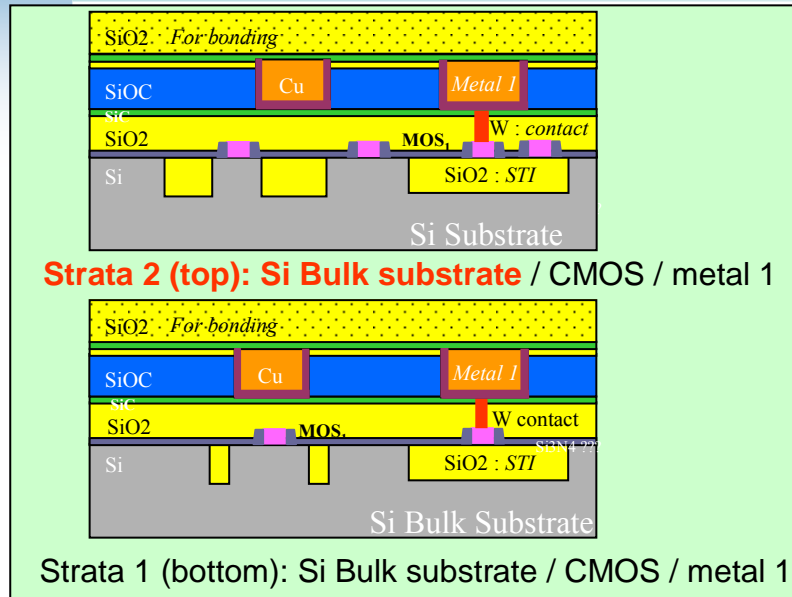 SiO2 For bonding
Cu
Metal 1
SiOC
SiC
SiO2
W : contact
MOS1
Si
SiO2 : STI
Si Substrate
Strata 2 (top): Si Bulk substrate / CMOS / metal 1
SiO2 For bonding
Cu
Metal 1
SiOC
SiC
SiO2
W contact
MOS
Si3N4 ???
Si
SiO2 : STI
Si Bulk Substrate
Strata 1 (bottom): Si Bulk substrate / CMOS / metal 1